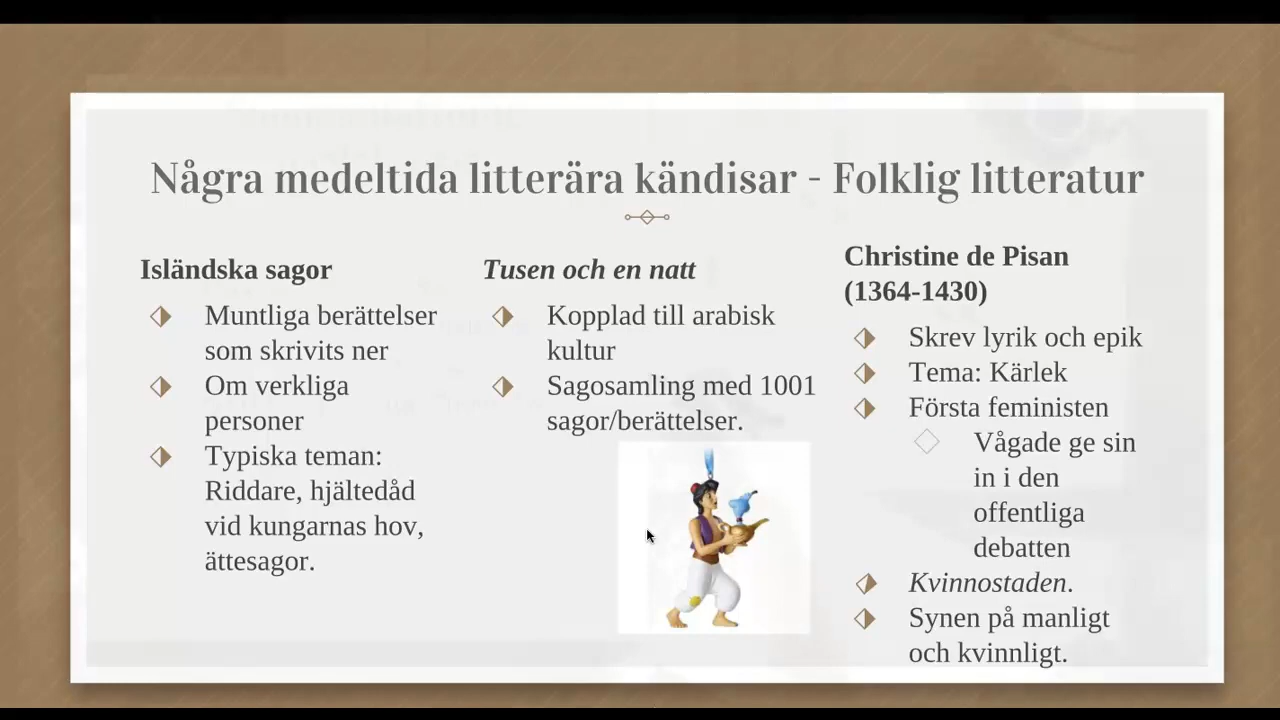 Några medeltida litterära kändisar - Folklig litteratur
Isländska sagor
Muntliga berättelser
som skrivits ner
Om verkliga
personer
Typiska teman:
Riddare, hjältedåd
vid kungarnas hov,
ättesagor.
Tusen och en natt
Kopplad till arabisk
kultur
Sagosamling med 1001
sagor/berättelser.
Christine de Pisan
(1364-1430)
Skrev lyrik och epik
Tema: Kärlek
Första feministen
Vågade ge sin
in i den
offentliga
debatten
Kvinnostaden.
Synen på manligt
och kvinnligt.